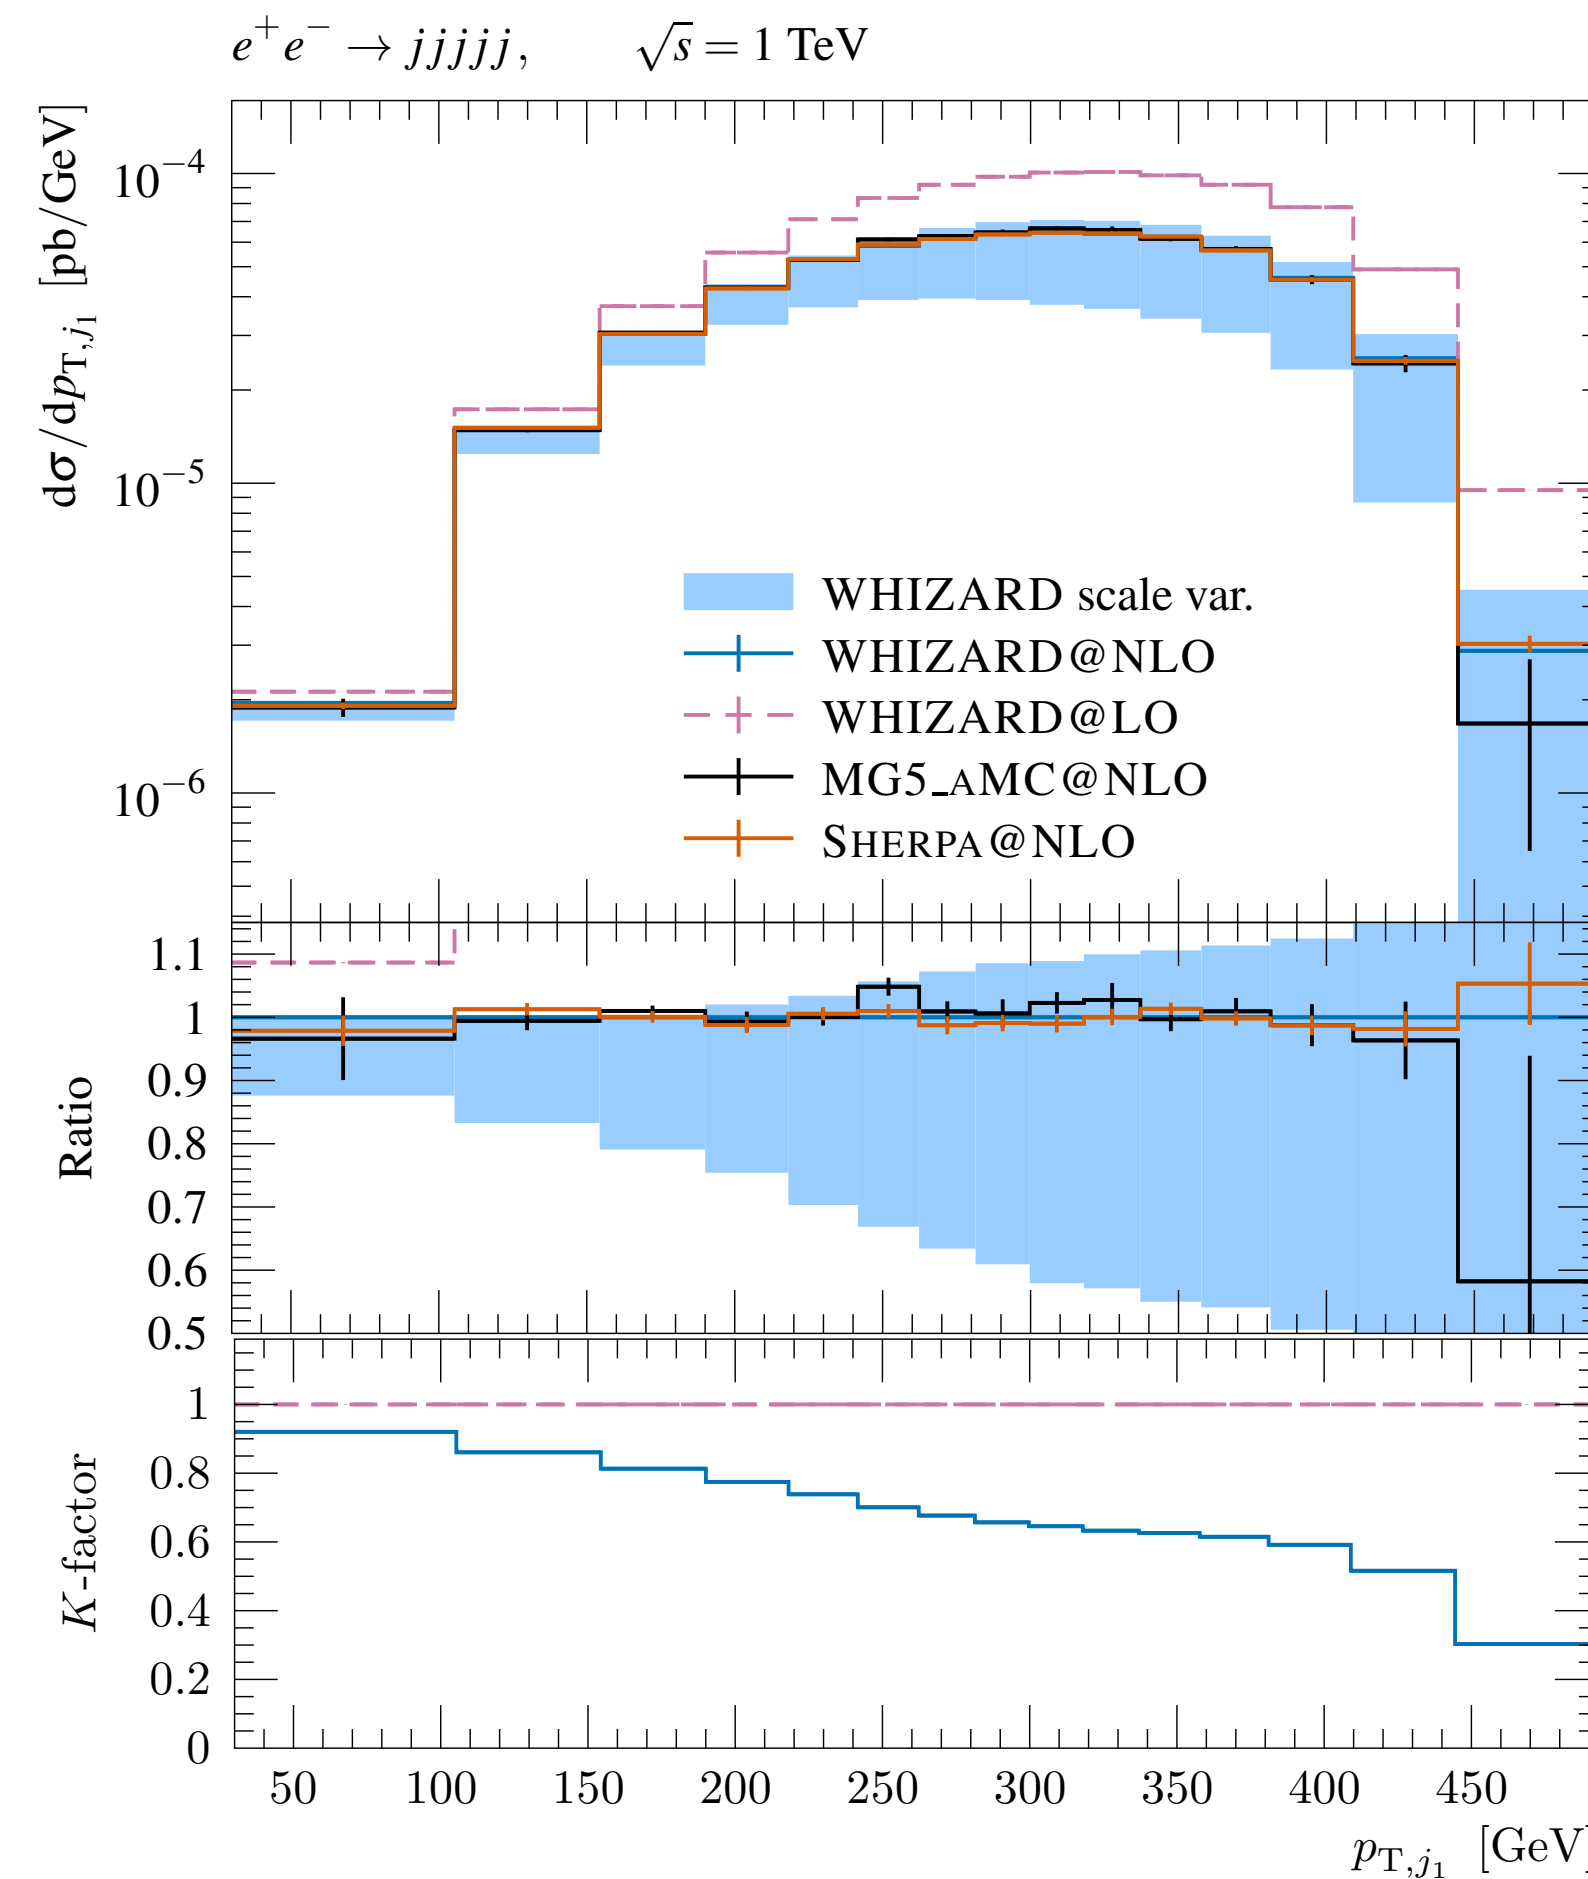 e⁺e⁻ → jjjjj, √s = 1 TeV
dσ/dp_{T,j₁} [pb/GeV]
10⁻⁴
10⁻⁵
10⁻⁶
WHIZARD scale var.
WHIZARD@NLO
WHIZARD@LO
MG5_AMC@NLO
SHERPA@NLO
Ratio
1.1
1
0.9
0.8
0.7
0.6
0.5
K-factor
1
0.8
0.6
0.4
0.2
0
50 100 150 200 250 300 350 400 450
p_{T,j₁} [GeV]